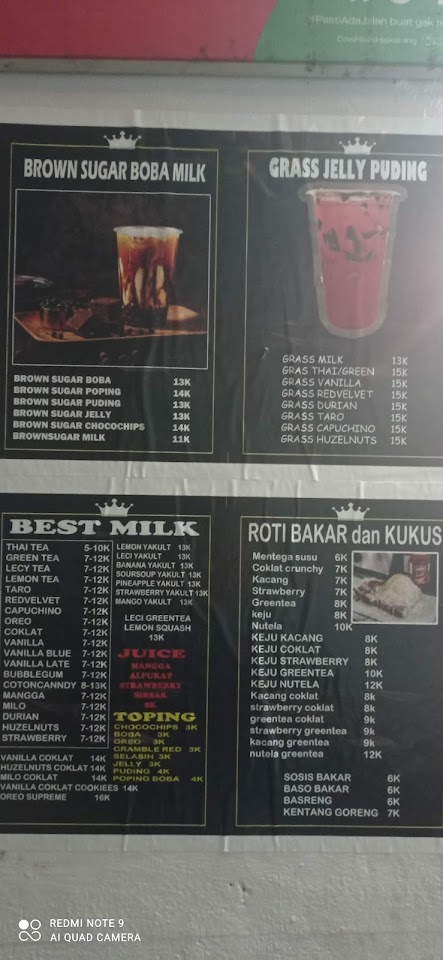 #PastiAdaJalan buat gak
BROWN SUGAR BOBA MILK
BROWN SUGAR BOBA 13K
BROWN SUGAR POPING 14K
BROWN SUGAR PUDING 13K
BROWN SUGAR JELLY 13K
BROWN SUGAR CHOCOCHIPS 14K
BROWNSUGAR MILK 11K
GRASS JELLY PUDING
GRASS MILK 13K
GRAS THAI/GREEN 15K
GRASS VANILLA 15K
GRASS REDVELVET 15K
GRASS DURIAN 15K
GRASS TARO 15K
GRASS CAPUCHINO 15K
GRASS HUZELNUTS 15K
BEST MILK
THAI TEA 5-10K
GREEN TEA 7-12K
LECY TEA 7-12K
LEMON TEA 7-12K
TARO 7-12K
REDVELVET 7-12K
CAPUCHINO 7-12K
OREO 7-12K
COKLAT 7-12K
VANILLA 7-12K
VANILLA BLUE 7-12K
VANILLA LATE 7-12K
BUBBLEGUM 7-12K
COTONCANNDY 8-13K
MANGGA 7-12K
MILO 7-12K
DURIAN 7-12K
HUZELNUTS 7-12K
STRAWBERRY 7-12K
VANILLA COKLAT 14K
HUZELNUTS COKLAT 14K
MILO COKLAT 14K
VANILLA COKLAT COOKIEES 14K
OREO SUPREME 16K
LEMON YAKULT 13K
LECI YAKULT 13K
BANANA YAKULT 13K
SOURSOUP YAKULT 13K
PINEAPPLE YAKULT 13K
STRAWBERRY YAKULT 13K
MANGO YAKULT 13K
LECI GREENTEA
LEMON SQUASH
13K
JUICE
MANGGA
ALPUKAT
STRAWBERRY
SIRSAK
8K
TOPING
CHOCOCHIPS 3K
BOBA 3K
OREO 3K
CRAMBLE RED 3K
SELASIH 3K
JELLY 3K
PUDING 4K
POPING BOBA 4K
ROTI BAKAR dan KUKUS
Mentega susu 6K
Coklat crunchy 7K
Kacang 7K
Strawberry 7K
Greentea 8K
keju 8K
Nutela 10K
KEJU KACANG 8K
KEJU COKLAT 8K
KEJU STRAWBERRY 8K
KEJU GREENTEA 10K
KEJU NUTELA 12K
Kacang coklat 8k
strawberry coklat 8k
greentea coklat 9k
strawberry greentea 9k
kacang greentea 9k
nutela greentea 12K
SOSIS BAKAR 6K
BASO BAKAR 6K
BASRENG 6K
KENTANG GORENG 7K
REDMI NOTE 9
AI QUAD CAMERA